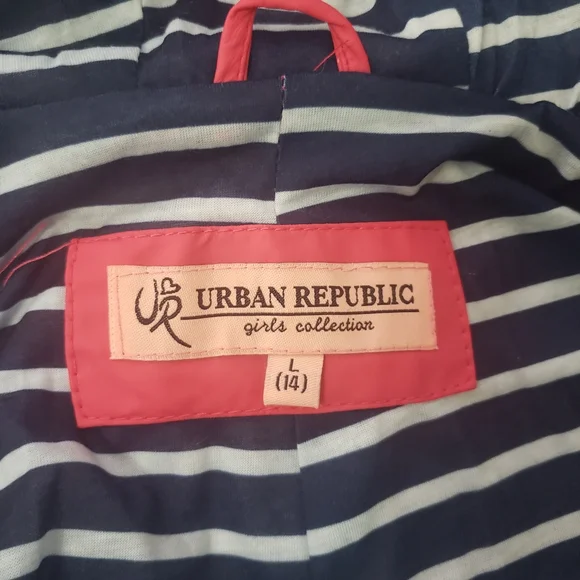 UR URBAN REPUBLIC
girls collection
L
(14)